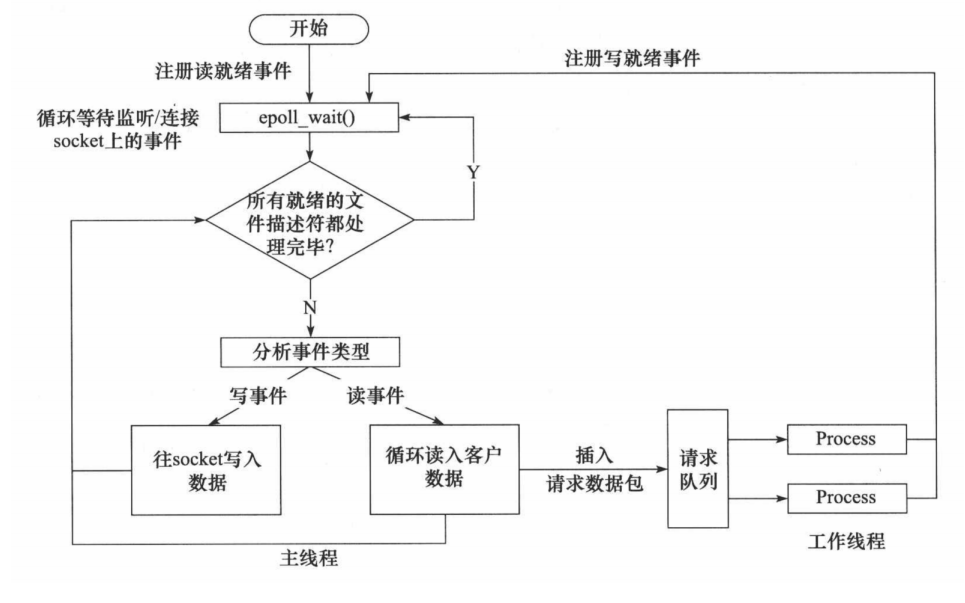 开始
注册读就绪事件
注册写就绪事件
循环等待监听/连接
socket上的事件
epoll_wait()
Y
所有就绪的文
件描述符都处
理完毕?
N
分析事件类型
写事件
读事件
往socket写入
数据
循环读入客户
数据
插入
请求数据包
请求
队列
Process
Process
主线程
工作线程